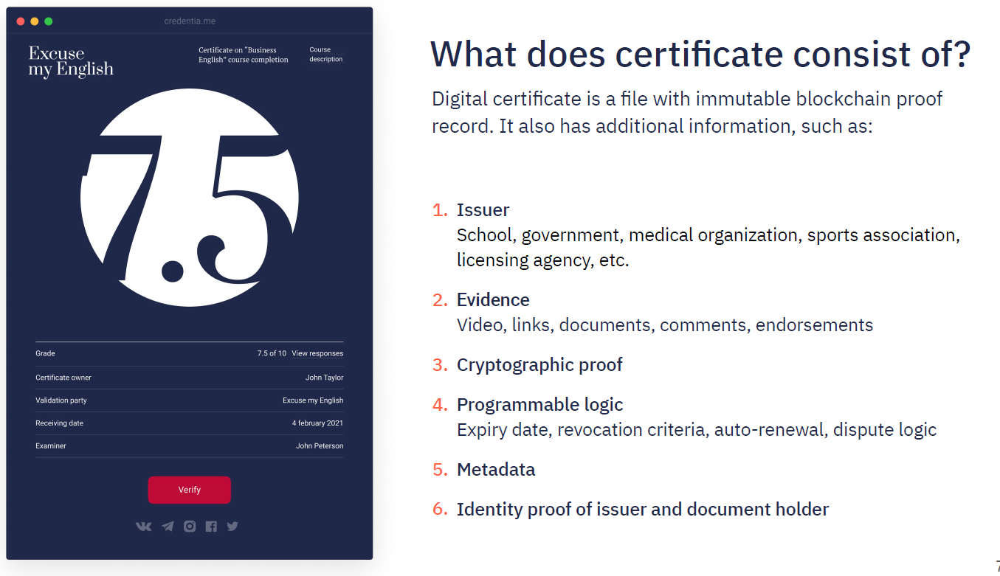 credentia.me
Excuse
my English
Certificate on "Business
English" course completion
Course
description
7.5
Grade 7.5 of 10 View responses
Certificate owner John Taylor
Validation party Excuse my English
Receiving date 4 february 2021
Examiner John Peterson
Verify
What does certificate consist of?
Digital certificate is a file with immutable blockchain proof
record. It also has additional information, such as:
1. Issuer
School, government, medical organization, sports association,
licensing agency, etc.
2. Evidence
Video, links, documents, comments, endorsements
3. Cryptographic proof
4. Programmable logic
Expiry date, revocation criteria, auto-renewal, dispute logic
5. Metadata
6. Identity proof of issuer and document holder
7